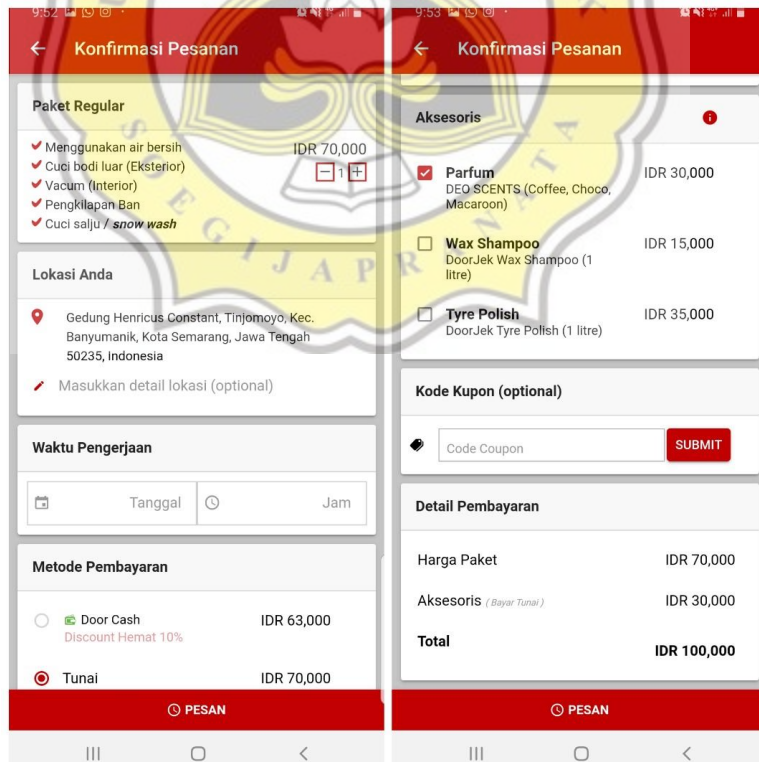 9:52
Konfirmasi Pesanan
Paket Regular
Menggunakan air bersih
IDR 70,000
Cuci bodi luar (Eksterior)
1
Vacum (Interior)
Pengkilapan Ban
Cuci salju / snow wash
Lokasi Anda
Gedung Henricus Constant, Tinjomoyo, Kec.
Banyumanik, Kota Semarang, Jawa Tengah
50235, Indonesia
Masukkan detail lokasi (optional)
Waktu Pengerjaan
Tanggal
Jam
Metode Pembayaran
Door Cash
IDR 63,000
Discount Hemat 10%
Tunai
IDR 70,000
PESAN
9:53
Konfirmasi Pesanan
Aksesoris
Parfum
IDR 30,000
DEO SCENTS (Coffee, Choco,
Macaroon)
Wax Shampoo
IDR 15,000
DoorJek Wax Shampoo (1
litre)
Tyre Polish
IDR 35,000
DoorJek Tyre Polish (1 litre)
Kode Kupon (optional)
Code Coupon
SUBMIT
Detail Pembayaran
Harga Paket
IDR 70,000
Aksesoris ( Bayar Tunai )
IDR 30,000
Total
IDR 100,000
PESAN
SOEGIJAPRANATA